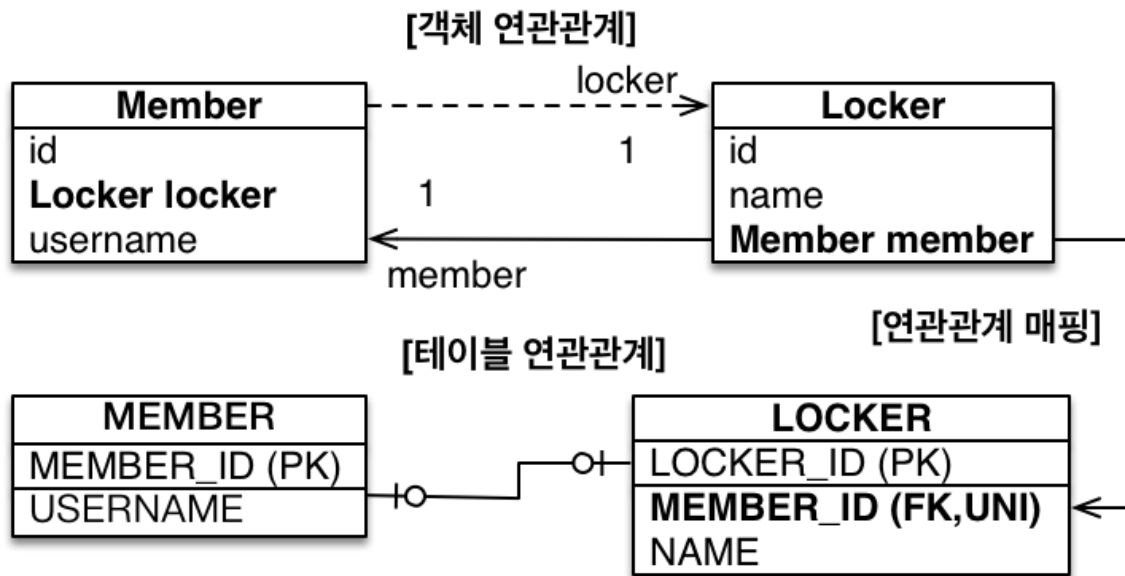 [객체 연관관계]
Member
id
Locker locker
username
locker
1
1
member
Locker
id
name
Member member
[연관관계 매핑]
[테이블 연관관계]
MEMBER
MEMBER_ID (PK)
USERNAME
LOCKER
LOCKER_ID (PK)
MEMBER_ID (FK,UNI)
NAME